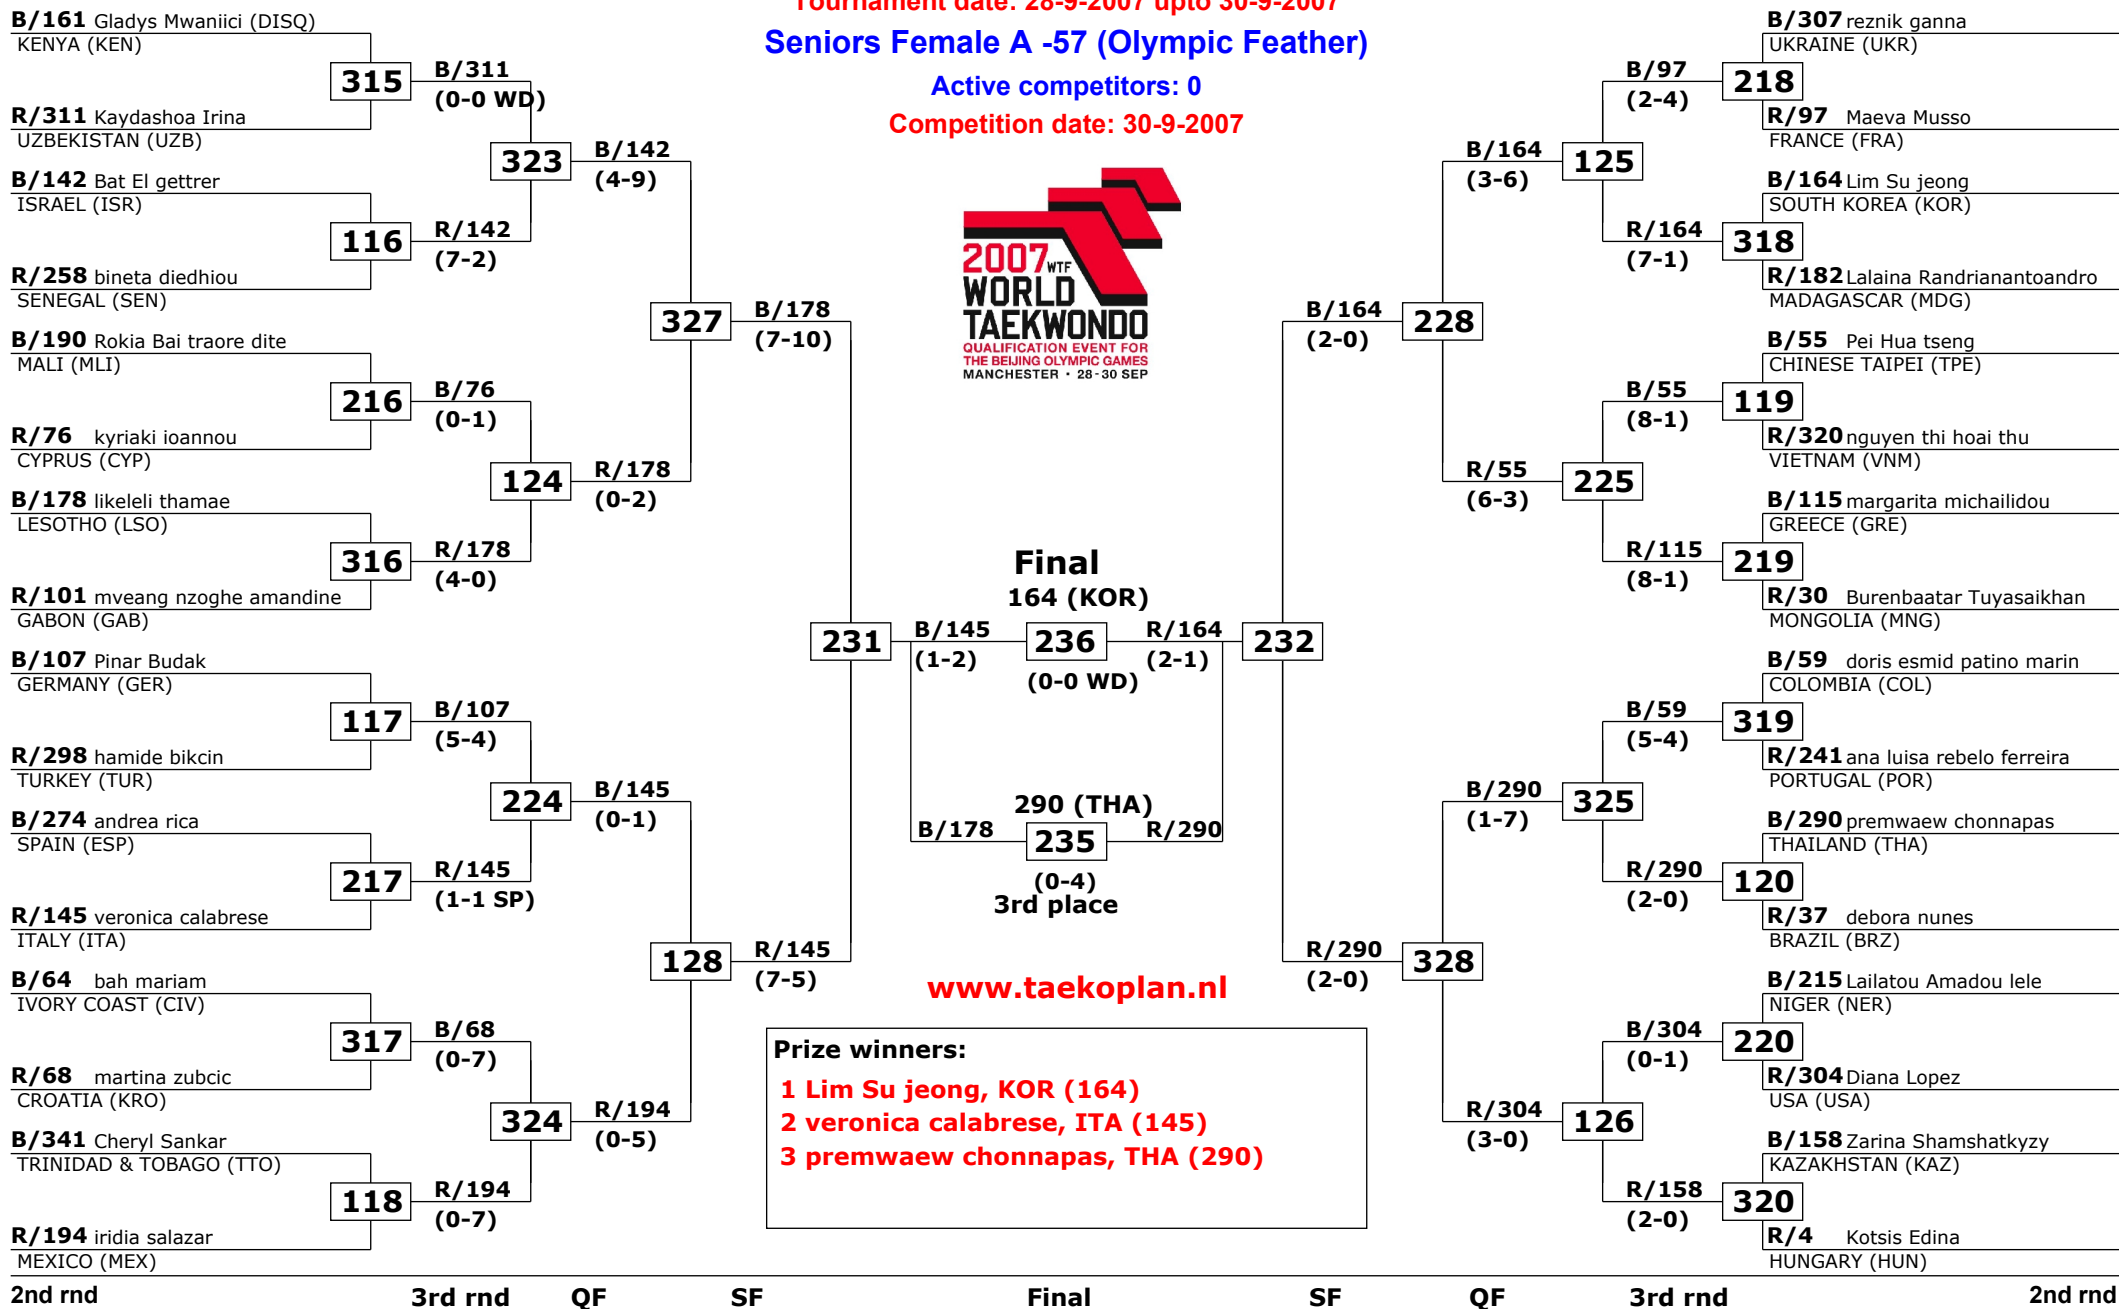 Tournament date: 28-9-2007 upto 30-9-2007
Seniors Female A -57 (Olympic Feather)
Active competitors: 0
Competition date: 30-9-2007
B/161 Gladys Mwaniici (DISQ)
KENYA (KEN)
315
R/311 Kaydashoa Irina
UZBEKISTAN (UZB)
B/142 Bat El gettrer
ISRAEL (ISR)
116
R/258 bineta diedhiou
SENEGAL (SEN)
B/190 Rokia Bai traore dite
MALI (MLI)
216
R/76 kyriaki ioannou
CYPRUS (CYP)
B/178 likeleli thamae
LESOTHO (LSO)
316
R/101 mveang nzoghe amandine
GABON (GAB)
B/107 Pinar Budak
GERMANY (GER)
117
R/298 hamide bikcin
TURKEY (TUR)
B/274 andrea rica
SPAIN (ESP)
217
R/145 veronica calabrese
ITALY (ITA)
B/64 bah mariam
IVORY COAST (CIV)
317
R/68 martina zubcic
CROATIA (KRO)
B/341 Cheryl Sankar
TRINIDAD & TOBAGO (TTO)
118
R/194 iridia salazar
MEXICO (MEX)
B/311
(0-0 WD)
323
R/142
(7-2)
B/76
(0-1)
124
R/178
(4-0)
B/107
(5-4)
224
R/145
(1-1 SP)
B/68
(0-7)
324
R/194
(0-7)
B/142
(4-9)
327
R/178
(0-2)
B/145
(0-1)
128
R/194
(0-5)
B/178
(7-10)
231
R/145
(7-5)
2007 WTF
WORLD
TAEKWONDO
QUALIFICATION EVENT FOR
THE BEIJING OLYMPIC GAMES
MANCHESTER • 28-30 SEP
Final
164 (KOR)
B/145
(1-2)
236
(0-0 WD)
R/164
(2-1)
290 (THA)
B/178
235
R/290
(0-4)
3rd place
www.taekoplan.nl
Prize winners:
1 Lim Su jeong, KOR (164)
2 veronica calabrese, ITA (145)
3 premwaew chonnapas, THA (290)
B/164
(2-0)
232
R/290
(2-0)
B/164
(3-6)
228
R/55
(6-3)
B/290
(1-7)
328
R/304
(3-0)
B/97
(2-4)
125
R/164
(7-1)
B/55
(8-1)
225
R/115
(8-1)
B/59
(5-4)
325
R/290
(2-0)
B/304
(0-1)
126
R/158
(2-0)
B/307 reznik ganna
UKRAINE (UKR)
218
R/97 Maeva Musso
FRANCE (FRA)
B/164 Lim Su jeong
SOUTH KOREA (KOR)
318
R/182 Lalaina Randrianantoandro
MADAGASCAR (MDG)
B/55 Pei Hua tseng
CHINESE TAIPEI (TPE)
119
R/320 nguyen thi hoai thu
VIETNAM (VNM)
B/115 margarita michailidou
GREECE (GRE)
219
R/30 Burenbaatar Tuyasaikhan
MONGOLIA (MNG)
B/59 doris esmid patino marin
COLOMBIA (COL)
319
R/241 ana luisa rebelo ferreira
PORTUGAL (POR)
B/290 premwaew chonnapas
THAILAND (THA)
120
R/37 debora nunes
BRAZIL (BRZ)
B/215 Lailatou Amadou lele
NIGER (NER)
220
R/304 Diana Lopez
USA (USA)
B/158 Zarina Shamshatkyzy
KAZAKHSTAN (KAZ)
320
R/4 Kotsis Edina
HUNGARY (HUN)
2nd rnd 3rd rnd QF SF Final SF QF 3rd rnd 2nd rnd